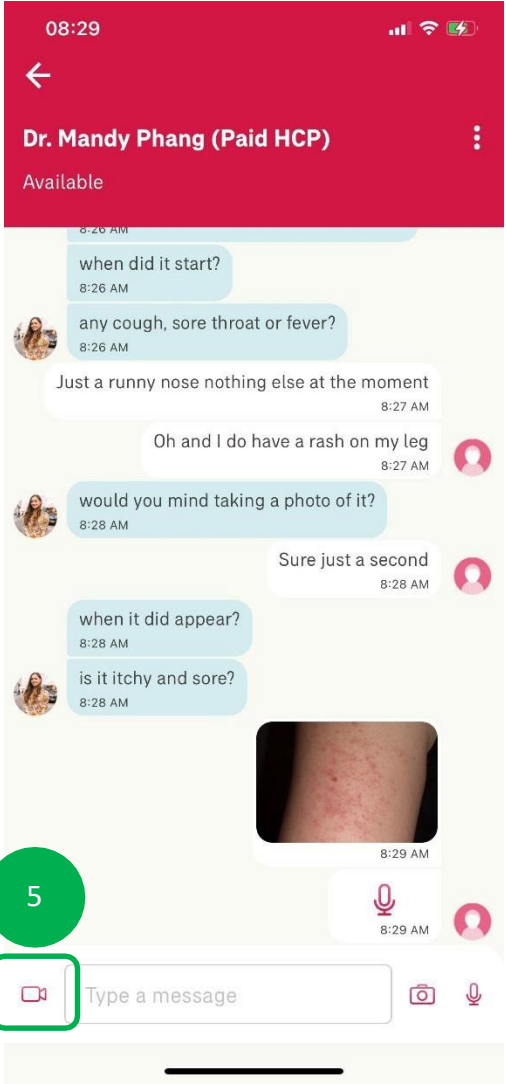 08:29
Dr. Mandy Phang (Paid HCP)
Available
8:26 AM
when did it start?
8:26 AM
any cough, sore throat or fever?
8:26 AM
Just a runny nose nothing else at the moment
8:27 AM
Oh and I do have a rash on my leg
8:27 AM
would you mind taking a photo of it?
8:28 AM
Sure just a second
8:28 AM
when it did appear?
8:28 AM
is it itchy and sore?
8:28 AM
8:29 AM
8:29 AM
5
Type a message